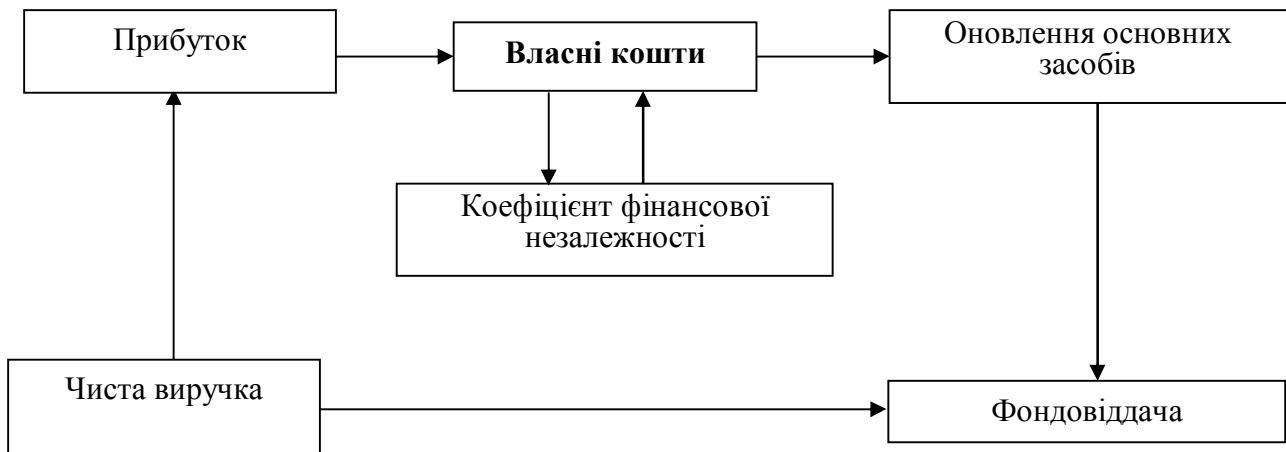 Прибуток
Власні кошти
Оновлення основних
засобів
Коефіцієнт фінансової
незалежності
Чиста виручка
Фондовіддача